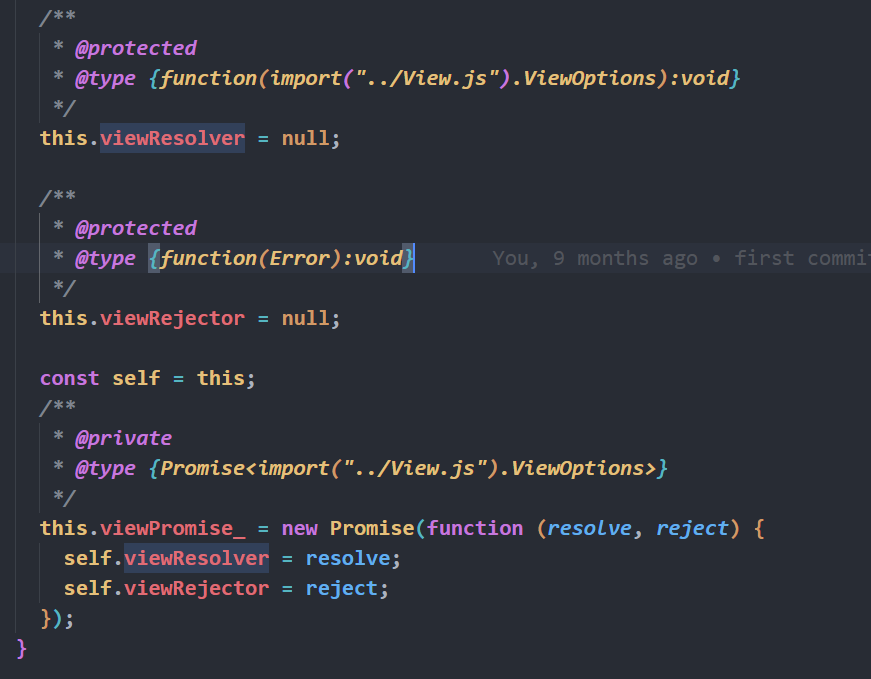 /**
 * @protected
 * @type {function(import("../View.js").ViewOptions):void}
 */
this.viewResolver = null;
/**
 * @protected
 * @type {function(Error):void} You, 9 months ago • first commit
 */
this.viewRejector = null;
const self = this;
/**
 * @private
 * @type {Promise<import("../View.js").ViewOptions>}
 */
this.viewPromise_ = new Promise(function (resolve, reject) {
self.viewResolver = resolve;
self.viewRejector = reject;
});
}